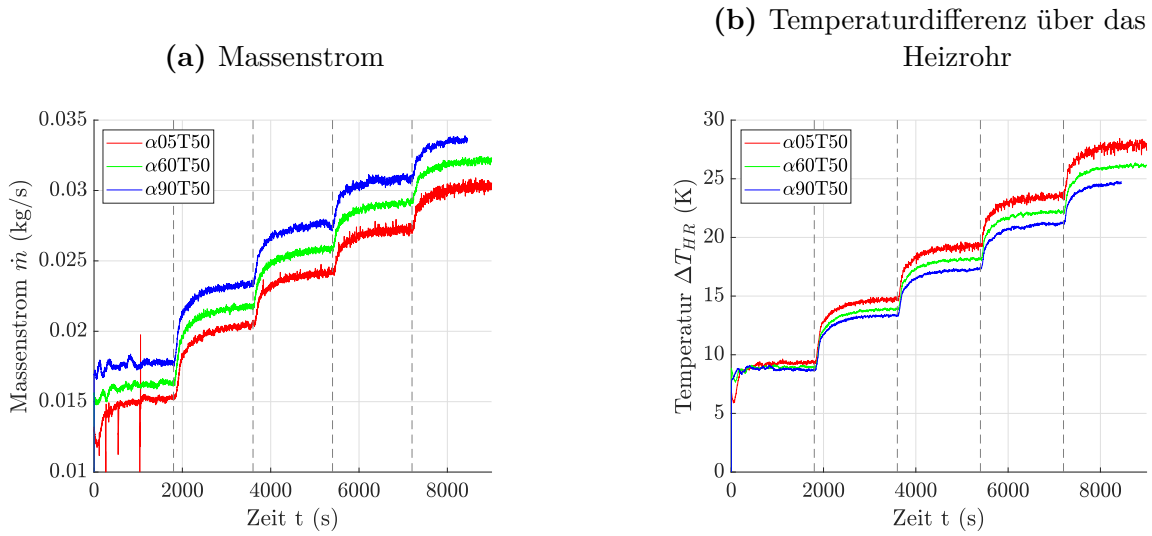 (a) Massenstrom
0.035
0.03
0.025
0.02
0.015
0.01
0
2000
4000
6000
8000
Massenstrom ṁ (kg/s)
Zeit t (s)
α05T50
α60T50
α90T50
(b) Temperaturdifferenz über das
Heizrohr
30
25
20
15
10
5
0
0
2000
4000
6000
8000
Temperatur ΔT_HR (K)
Zeit t (s)
α05T50
α60T50
α90T50